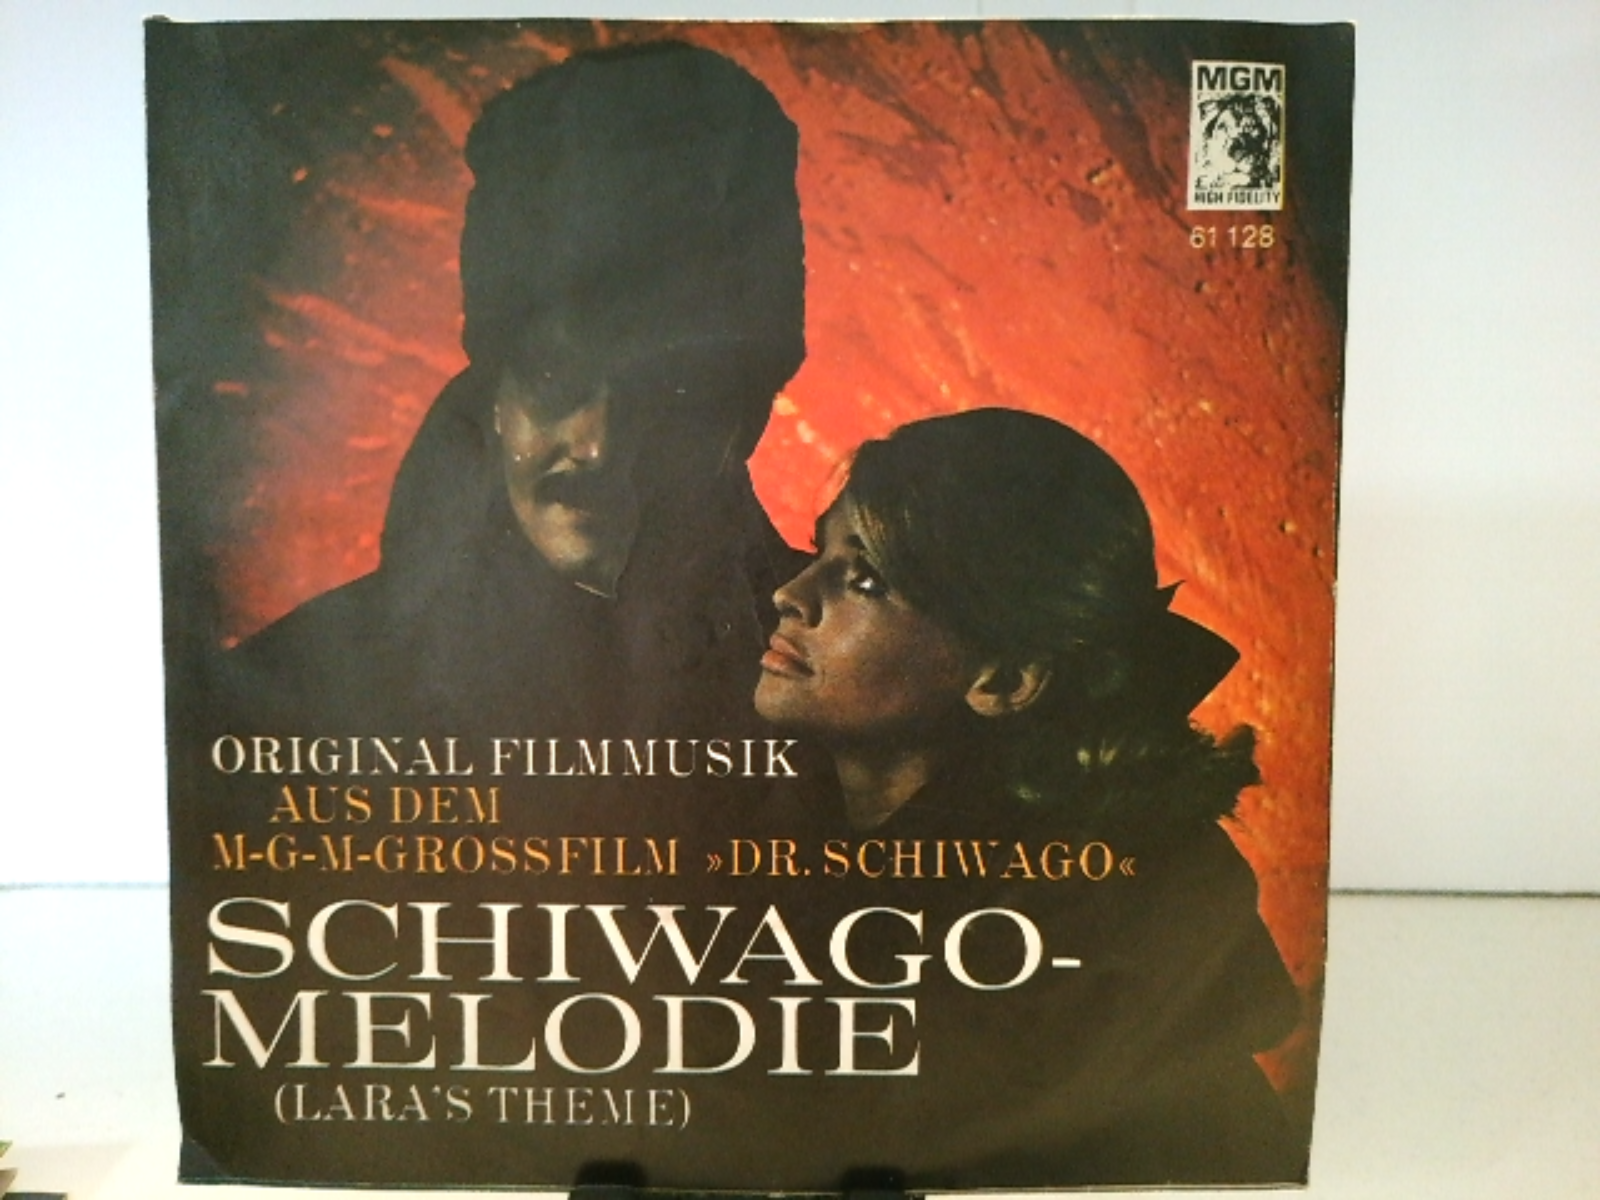 MGM
HIGH FIDELITY
61 128
ORIGINAL FILMMUSIK
AUS DEM
M-G-M-GROSSFILM »DR. SCHIWAGO«
SCHIWAGO-
MELODIE
(LARA'S THEME)